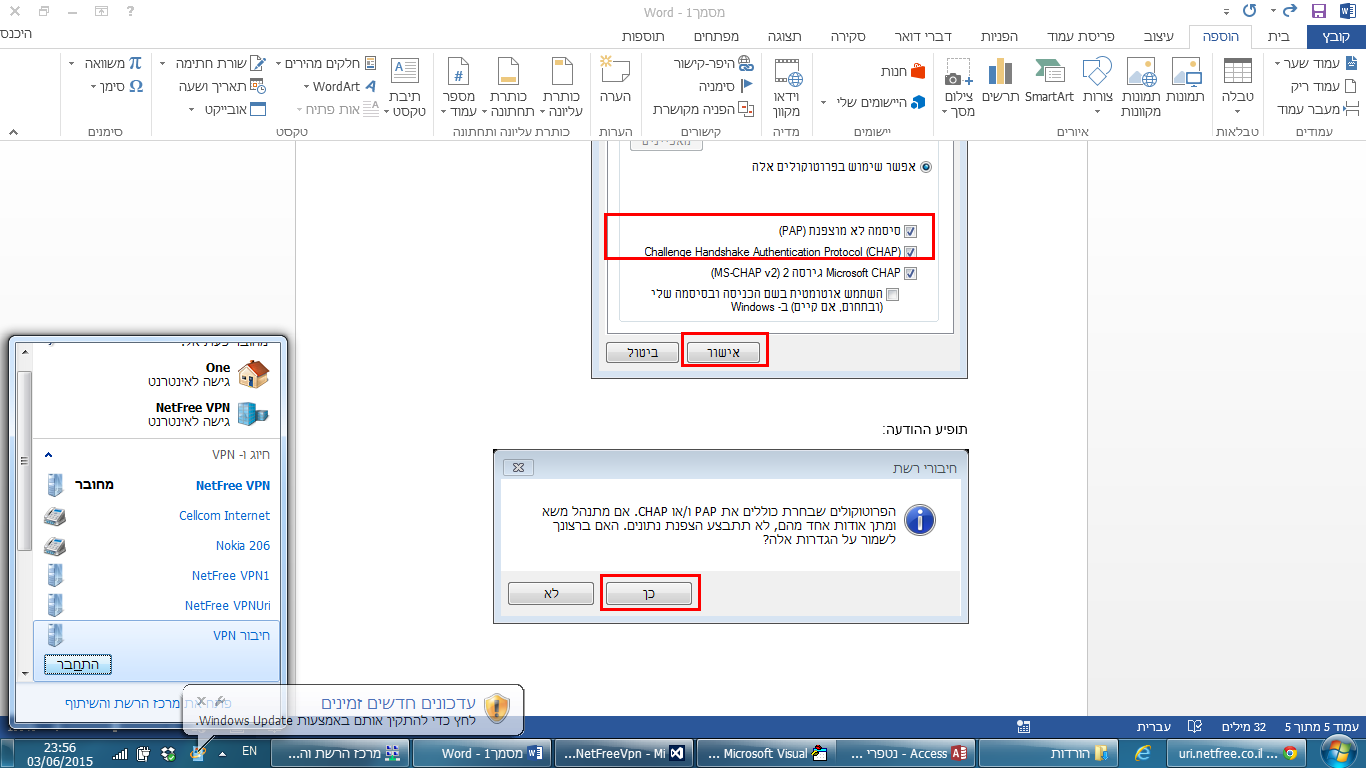 מסמך1 - Word
היכנס
קובץ
בית
הוספה
עיצוב
פריסת עמוד
הפניות
דברי דואר
סקירה
תצוגה
מפתחים
תוספות
עמוד שער
עמוד ריק
מעבר עמוד
עמודים
טבלה
טבלאות
תמונות
תמונות מקוונות
צורות
SmartArt
תרשים
צילום מסך
איורים
חנות
היישומים שלי
יישומים
וידאו מקוון
מדיה
היפר-קישור
סימניה
הפניה מקושרת
קישורים
הערה
הערות
כותרת עליונה
כותרת תחתונה
מספר עמוד
כותרת עליונה ותחתונה
תיבת טקסט
חלקים מהירים
WordArt
אות פתיח
שורת חתימה
תאריך ושעה
אובייקט
טקסט
משוואה
סימן
סימנים
מאפיינים
אפשר שימוש בפרוטוקולים אלה
סיסמה לא מוצפנת (PAP)
Challenge Handshake Authentication Protocol (CHAP)
Microsoft CHAP גירסה 2 (MS-CHAP v2)
השתמש אוטומטית בשם הכניסה ובסיסמה שלי
(ובתחום, אם קיים) ב- Windows
אישור
ביטול
תופיע ההודעה:
חיבורי רשת
הפרוטוקולים שבחרת כוללים את PAP ו/או CHAP. אם מתנהל משא
ומתן אודות אחד מהם, לא תתבצע הצפנת נתונים. האם ברצונך
לשמור על הגדרות אלה?
כן
לא
מחובר כעת אל:
One
גישה לאינטרנט
NetFree VPN
גישה לאינטרנט
חיוג ו- VPN
NetFree VPN
מחובר
Cellcom Internet
Nokia 206
NetFree VPN1
NetFree VPNUri
חיבור VPN
התחבר
פתח את מרכז הרשת והשיתוף
עדכונים חדשים זמינים
לחץ כדי להתקין אותם באמצעות Windows Update.
עמוד 5 מתוך 5
32 מילים
עברית
uri.netfree.co.il ...
הורדות
Access - נטפרי ...
Microsoft Visual ...
NetFreeVpn - Mi...
מסמך1 - Word
מרכז הרשת וה...
EN
23:56
03/06/2015